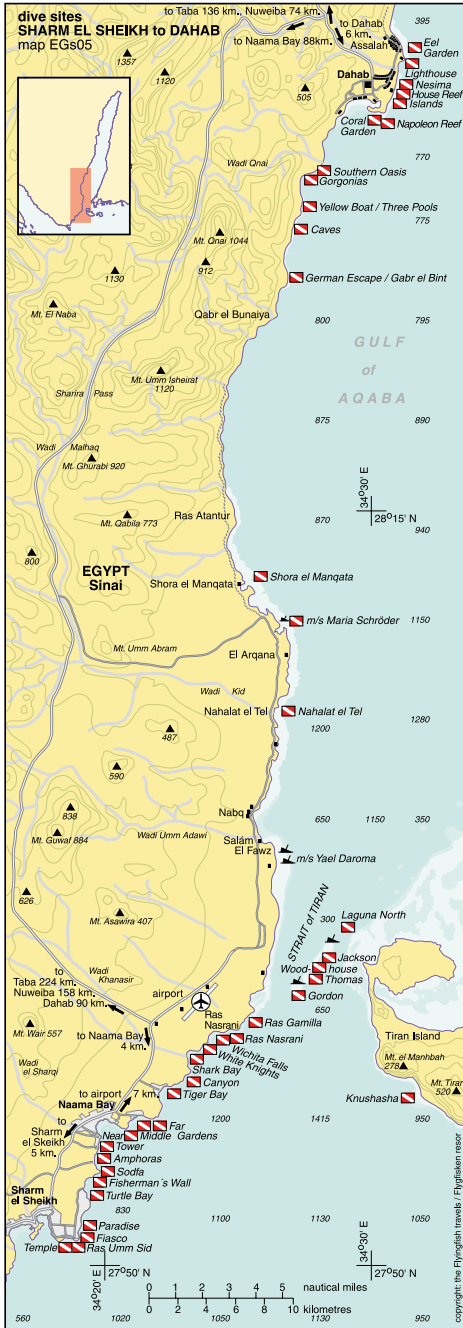 dive sites
SHARM EL SHEIKH to DAHAB
map EGs05
to Taba 136 km. Nuweiba 74 km.
to Naama Bay 88km.
to Dahab
6 km.
Assalah
395
Eel
Garden
Lighthouse
Nesima
House Reef
Islands
Dahab
1357
1120
505
Coral
Garden
Napoleon Reef
Wadi Qnai
770
Southern Oasis
Gorgonias
Yellow Boat / Three Pools
775
Caves
Mt. Qnai 1044
912
1130
German Escape / Gabr el Bint
Mt. El Naba
Qabr el Bunaiya
800
795
GULF
of
AQABA
Mt. Umm Isheirat
1120
Sharira Pass
875
890
Wadi Malhaq
Mt. Ghurabi 920
34°30' E
28°15' N
Mt. Qabila 773
Ras Atantur
870
940
800
EGYPT
Sinai
Shora el Manqata
Shora el Manqata
m/s Maria Schröder
1150
Mt. Umm Abram
El Arqana
Wadi Kid
Nahalat el Tel
Nahalat el Tel
1200
1280
487
590
838
Mt. Guwaf 884
Nabq
650
1150
350
Wadi Umm Adawi
Salám
El Fawz
m/s Yael Daroma
626
Mt. Asawira 407
STRAIT of TIRAN
300
Laguna North
Jackson
Wood-house
Thomas
Gordon
650
to
Taba 224 km.
Nuweiba 158 km.
Dahab 90 km.
Wadi
Khanasir
airport
Ras
Nasrani
Ras Gamilla
Tiran Island
Mt. el Manhbah
278
Mt. Tiran
520
Mt. Wair 557
to Naama Bay
4 km.
Ras Nasrani
Wichita Falls
White Knights
Shark Bay
Canyon
Tiger Bay
Knushasha
Wadi
el Sharqi
to airport 7 km.
Naama Bay
1200
1415
950
Far
Near Middle Gardens
to
Sharm
el Skeikh
5 km.
Tower
Amphoras
Sodfa
Fisherman's Wall
Turtle Bay
Sharm
el Sheikh
830
1100
1130
1050
Paradise
Fiasco
Temple
Ras Umm Sid
34°20' E
27°50' N
34°30' E
27°50' N
0 1 2 3 4 5 nautical miles
0 2 4 6 8 10 kilometres
560
1020
1050
1110
950
copyright: the Flyingfish travels / Flygfisken resor